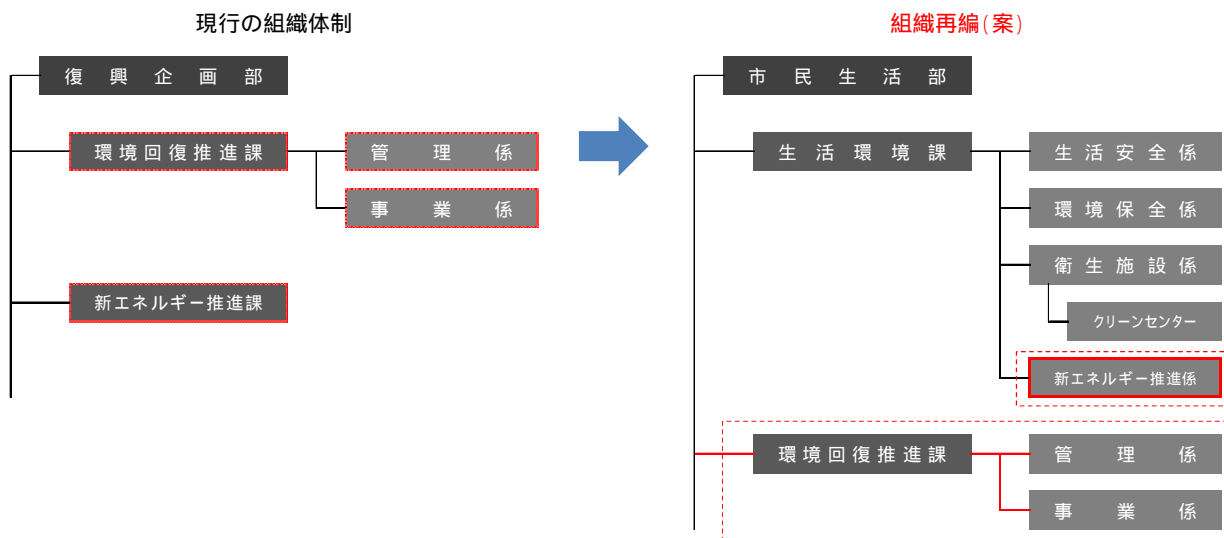 現行の組織体制
復興企画部
環境回復推進課
管理係
事業係
新エネルギー推進課
組織再編(案)
市民生活部
生活環境課
生活安全係
環境保全係
衛生施設係
クリーンセンター
新エネルギー推進係
環境回復推進課
管理係
事業係